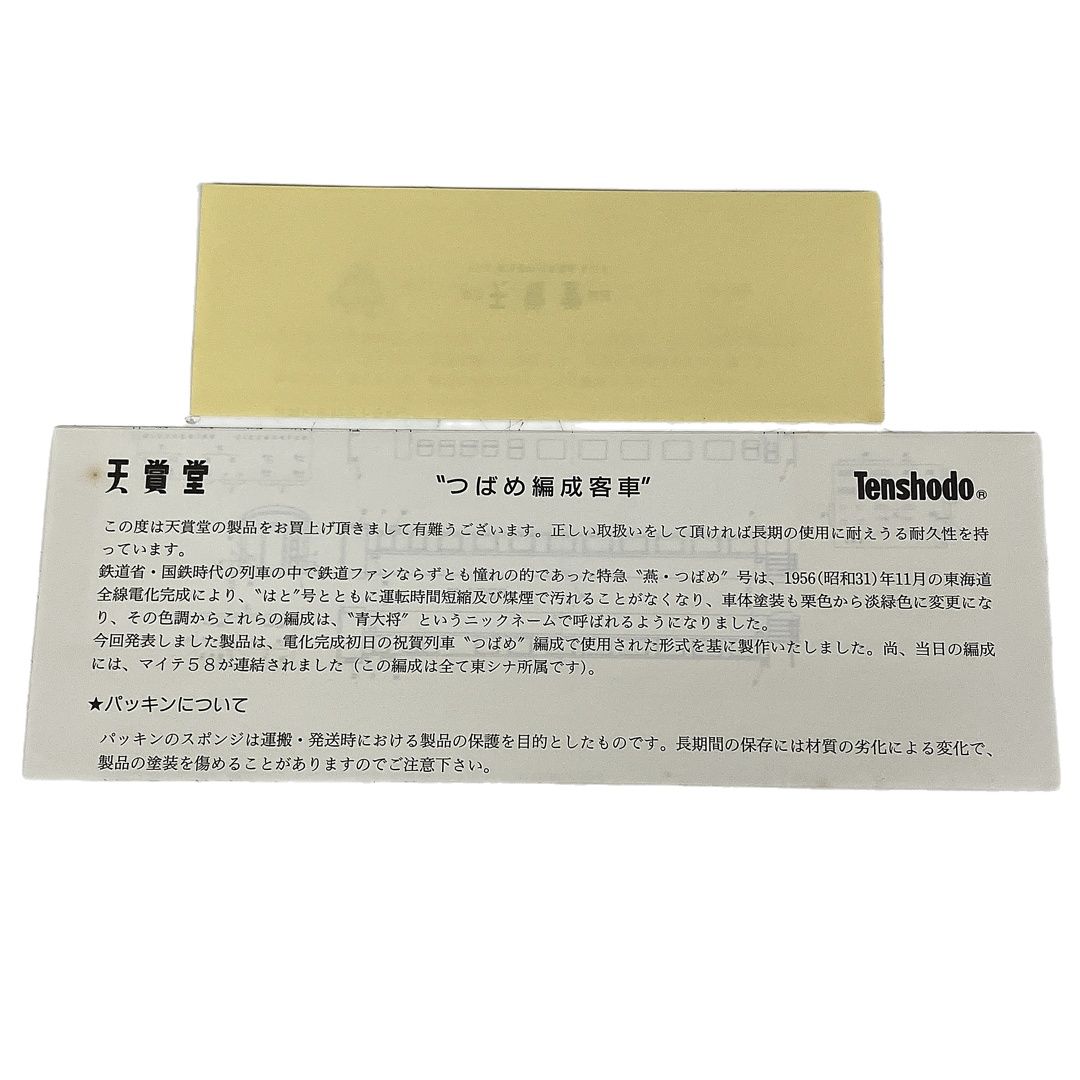 天賞堂
天賞堂
〝つばめ編成客車〞
Tenshodo®
この度は天賞堂の製品をお買上げ頂きまして有難うございます。正しい取扱いをして頂ければ長期の使用に耐えうる耐久性を持
っています。
鉄道省・国鉄時代の列車の中で鉄道ファンならずとも憧れの的であった特急〝燕・つばめ〞号は、1956(昭和31)年11月の東海道
全線電化完成により、〝はと〞号とともに運転時間短縮及び煤煙で汚れることがなくなり、車体塗装も栗色から淡緑色に変更にな
り、その色調からこれらの編成は、〝青大将〞というニックネームで呼ばれるようになりました。
今回発表しました製品は、電化完成初日の祝賀列車〝つばめ〞編成で使用された形式を基に製作いたしました。尚、当日の編成
には、マイテ５８が連結されました（この編成は全て東シナ所属です）。
★パッキンについて
パッキンのスポンジは運搬・発送時における製品の保護を目的としたものです。長期間の保存には材質の劣化による変化で、
製品の塗装を傷めることがありますのでご注意下さい。